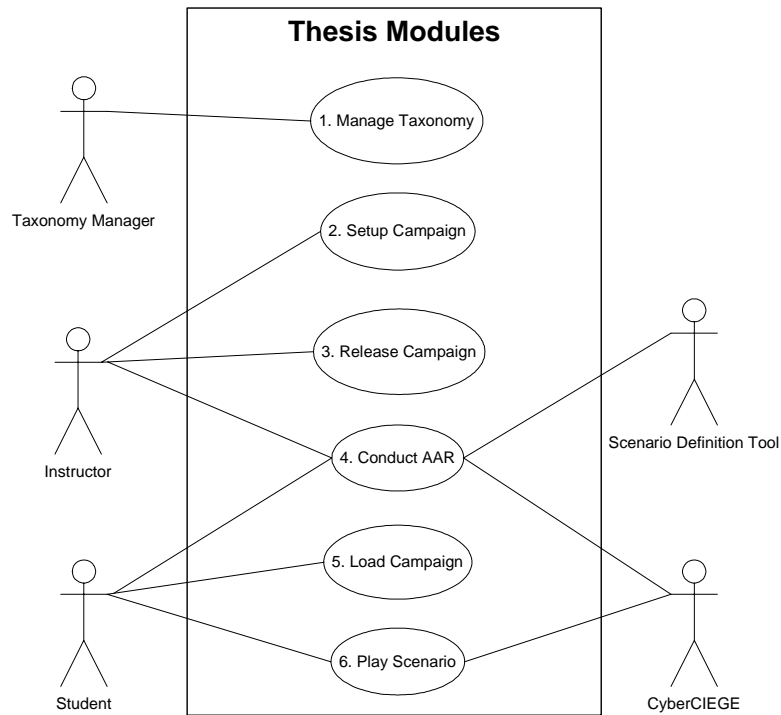 Thesis Modules
1. Manage Taxonomy
Taxonomy Manager
2. Setup Campaign
3. Release Campaign
Instructor
Scenario Definition Tool
4. Conduct AAR
5. Load Campaign
6. Play Scenario
Student
CyberCIEGE